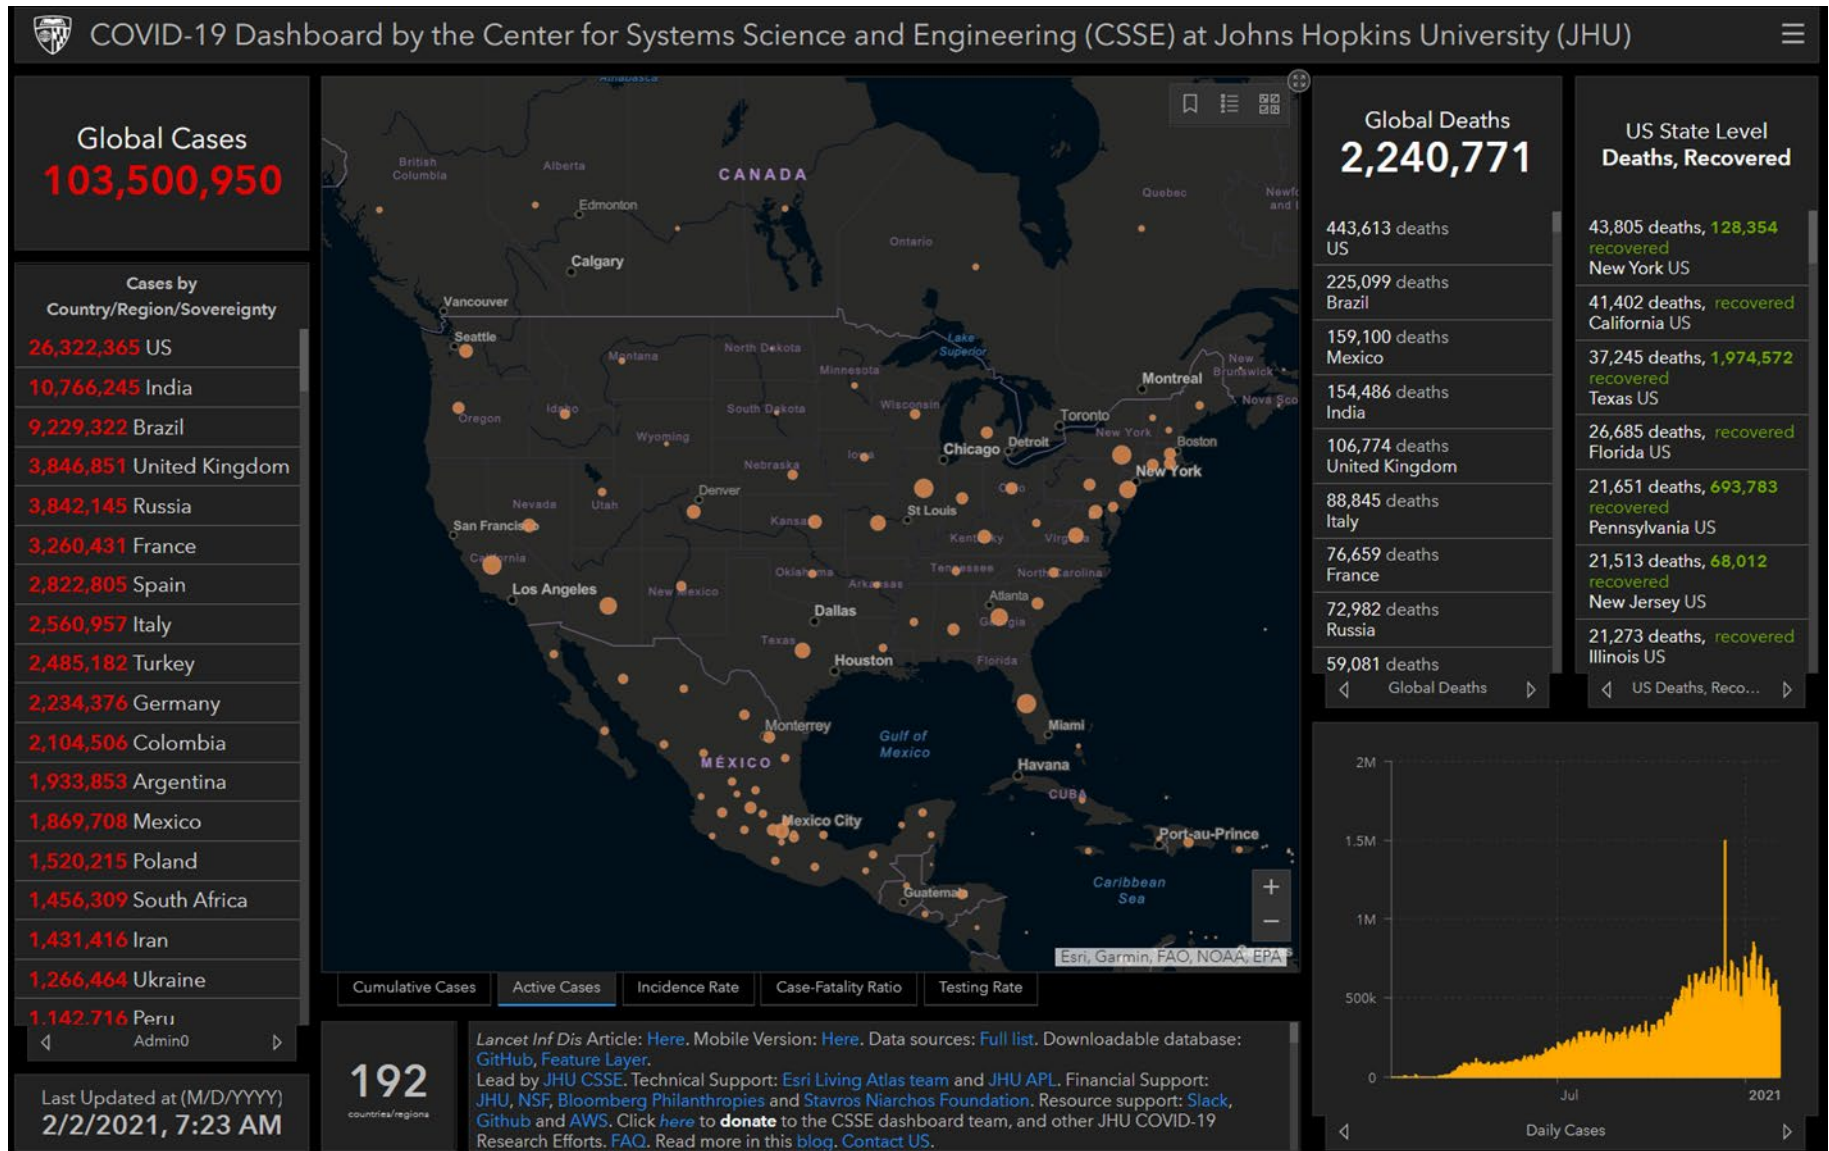 COVID-19 Dashboard by the Center for Systems Science and Engineering (CSSE) at Johns Hopkins University (JHU)
Global Cases
103,500,950
Cases by
Country/Region/Sovereignty
26,322,365 US
10,766,245 India
9,229,322 Brazil
3,846,851 United Kingdom
3,842,145 Russia
3,260,431 France
2,822,805 Spain
2,560,957 Italy
2,485,182 Turkey
2,234,376 Germany
2,104,506 Colombia
1,933,853 Argentina
1,869,708 Mexico
1,520,215 Poland
1,456,309 South Africa
1,431,416 Iran
1,266,464 Ukraine
1,142,716 Peru
Admin0
Last Updated at (M/D/YYYY)
2/2/2021, 7:23 AM
Athabasca
British
Columbia
Alberta
CANADA
Quebec
Edmonton
Ontario
Calgary
Vancouver
Seattle
Montana
North Dakota
Minnesota
Lake
Superior
New
Brunswick
Montreal
Oregon
Idaho
South Dakota
Wisconsin
Toronto
Wyoming
Chicago
Detroit
New York
Boston
Nebraska
Iowa
New York
Denver
Nevada
Utah
Ohio
St Louis
San Francisco
Kansas
Kentucky
Virginia
California
Oklahoma
Arkansas
Tennessee
North Carolina
Los Angeles
New Mexico
Atlanta
Dallas
Georgia
Texas
Houston
Florida
Monterrey
Gulf of
Mexico
Miami
MÉXICO
Havana
CUBA
Mexico City
Port-au-Prince
Guatemala
Caribbean
Sea
Esri, Garmin, FAO, NOAA, EPA
Cumulative Cases
Active Cases
Incidence Rate
Case-Fatality Ratio
Testing Rate
192
countries/regions
Lancet Inf Dis Article: Here. Mobile Version: Here. Data sources: Full list. Downloadable database:
GitHub, Feature Layer.
Lead by JHU CSSE. Technical Support: Esri Living Atlas team and JHU APL. Financial Support:
JHU, NSF, Bloomberg Philanthropies and Stavros Niarchos Foundation. Resource support: Slack,
Github and AWS. Click here to donate to the CSSE dashboard team, and other JHU COVID-19
Research Efforts. FAQ. Read more in this blog. Contact US.
Global Deaths
2,240,771
443,613 deaths
US
225,099 deaths
Brazil
159,100 deaths
Mexico
154,486 deaths
India
106,774 deaths
United Kingdom
88,845 deaths
Italy
76,659 deaths
France
72,982 deaths
Russia
59,081 deaths
Global Deaths
US State Level
Deaths, Recovered
43,805 deaths, 128,354
recovered
New York US
41,402 deaths, recovered
California US
37,245 deaths, 1,974,572
recovered
Texas US
26,685 deaths, recovered
Florida US
21,651 deaths, 693,783
recovered
Pennsylvania US
21,513 deaths, 68,012
recovered
New Jersey US
21,273 deaths, recovered
Illinois US
US Deaths, Reco...
2M
1.5M
1M
500k
0
Jul
2021
Daily Cases